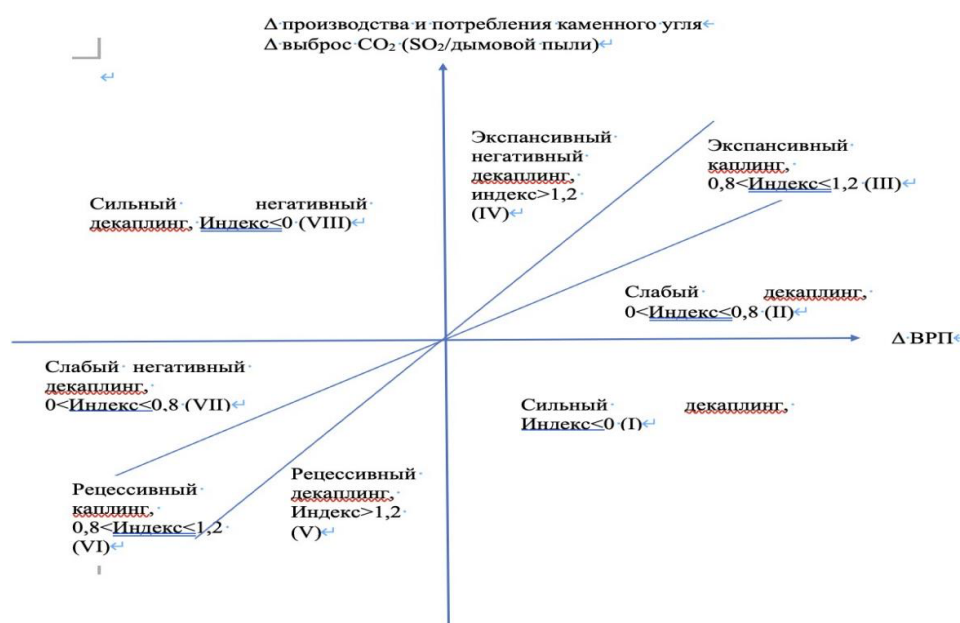 Δ производства и потребления каменного угля
Δ выброс CO₂ (SO₂/дымовой пыли)
Экспансивный
негативный
декаплинг,
индекс>1,2
(IV)
Экспансивный
каплинг,
0,8<Индекс≤1,2 (III)
Сильный негативный
декаплинг, Индекс≤0 (VIII)
Слабый декаплинг,
0<Индекс≤0,8 (II)
Δ ВРП
Слабый негативный
декаплинг,
0<Индекс≤0,8 (VII)
Сильный декаплинг,
Индекс≤0 (I)
Рецессивный
каплинг,
0,8<Индекс≤1,2
(VI)
Рецессивный
декаплинг,
Индекс>1,2
(V)